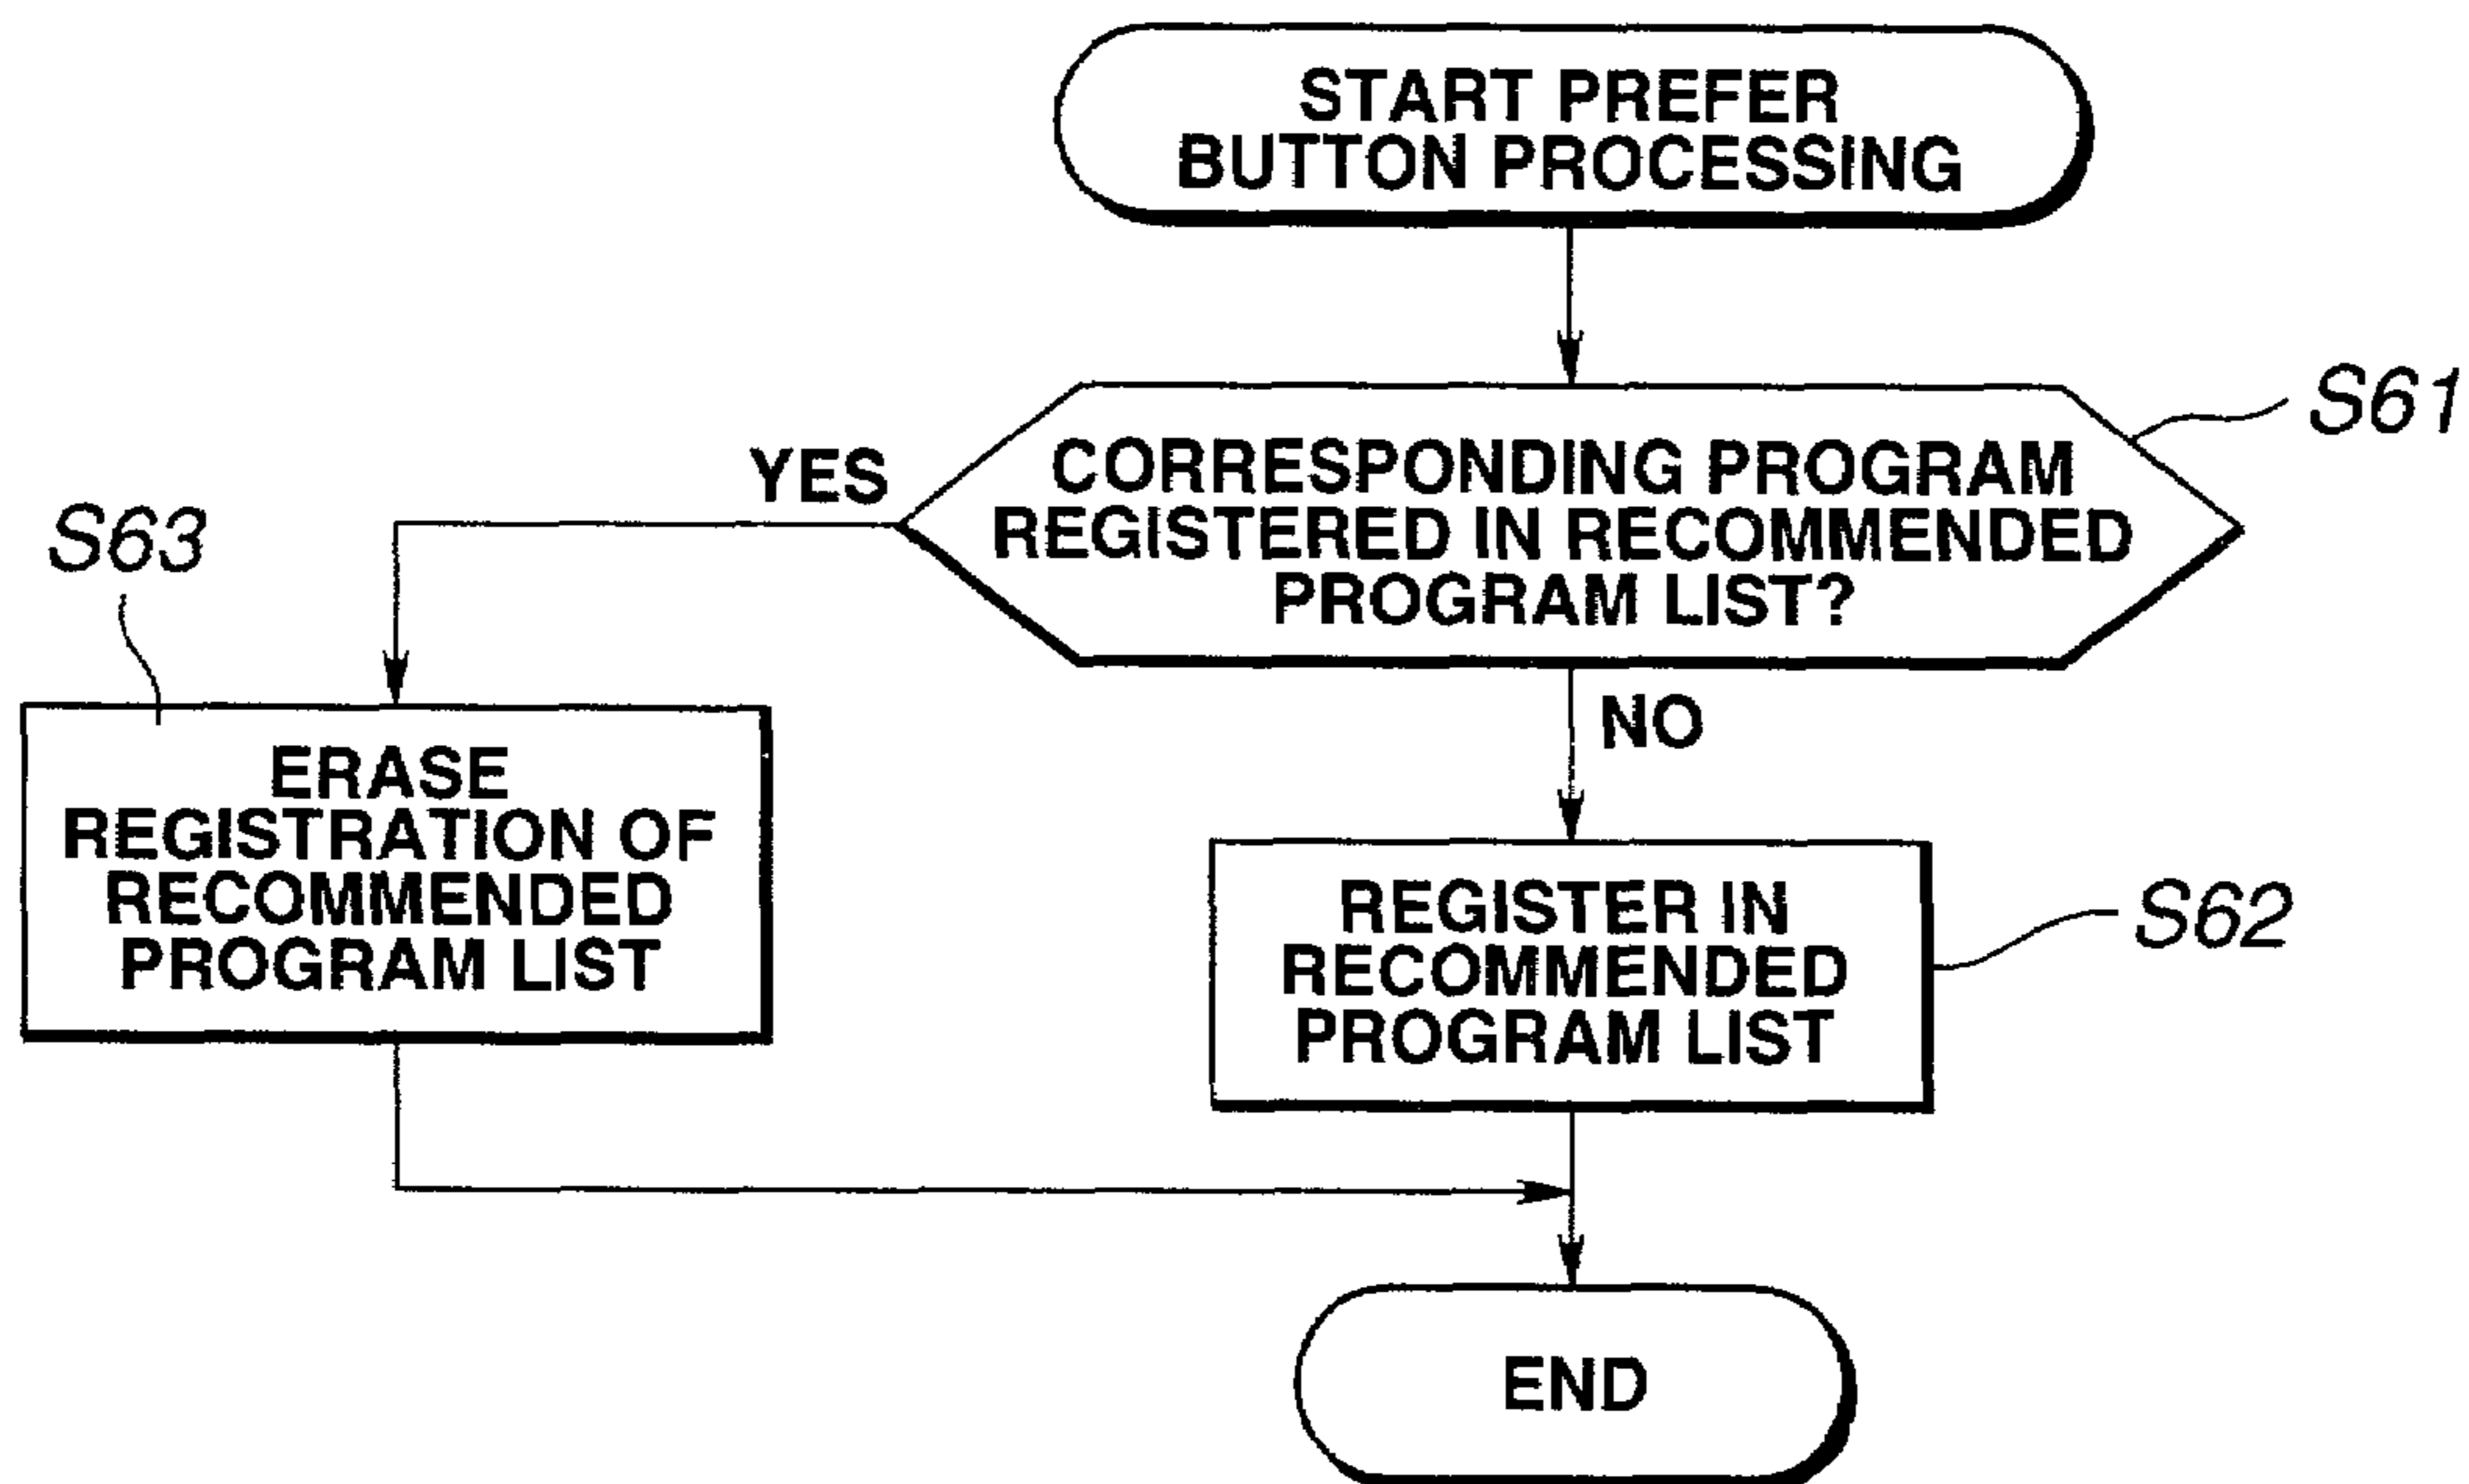 START PREFER
BUTTON PROCESSING
S61
CORRESPONDING PROGRAM
REGISTERED IN RECOMMENDED
PROGRAM LIST?
YES
S63
NO
ERASE
REGISTRATION OF
RECOMMENDED
PROGRAM LIST
REGISTER IN
RECOMMENDED
PROGRAM LIST
S62
END